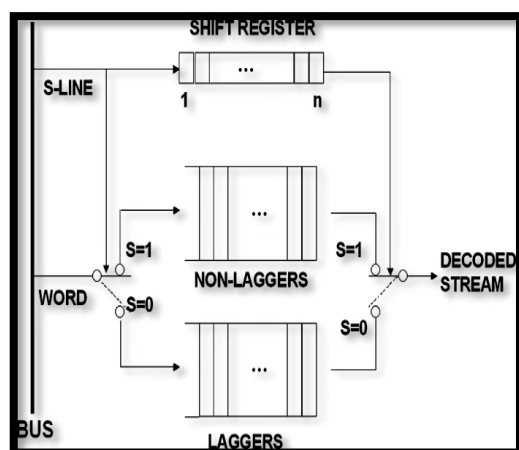 SHIFT REGISTER
...
S-LINE
1
n
...
S=1
S=1
DECODED
STREAM
NON-LAGGERS
WORD
S=0
S=0
...
BUS
LAGGERS